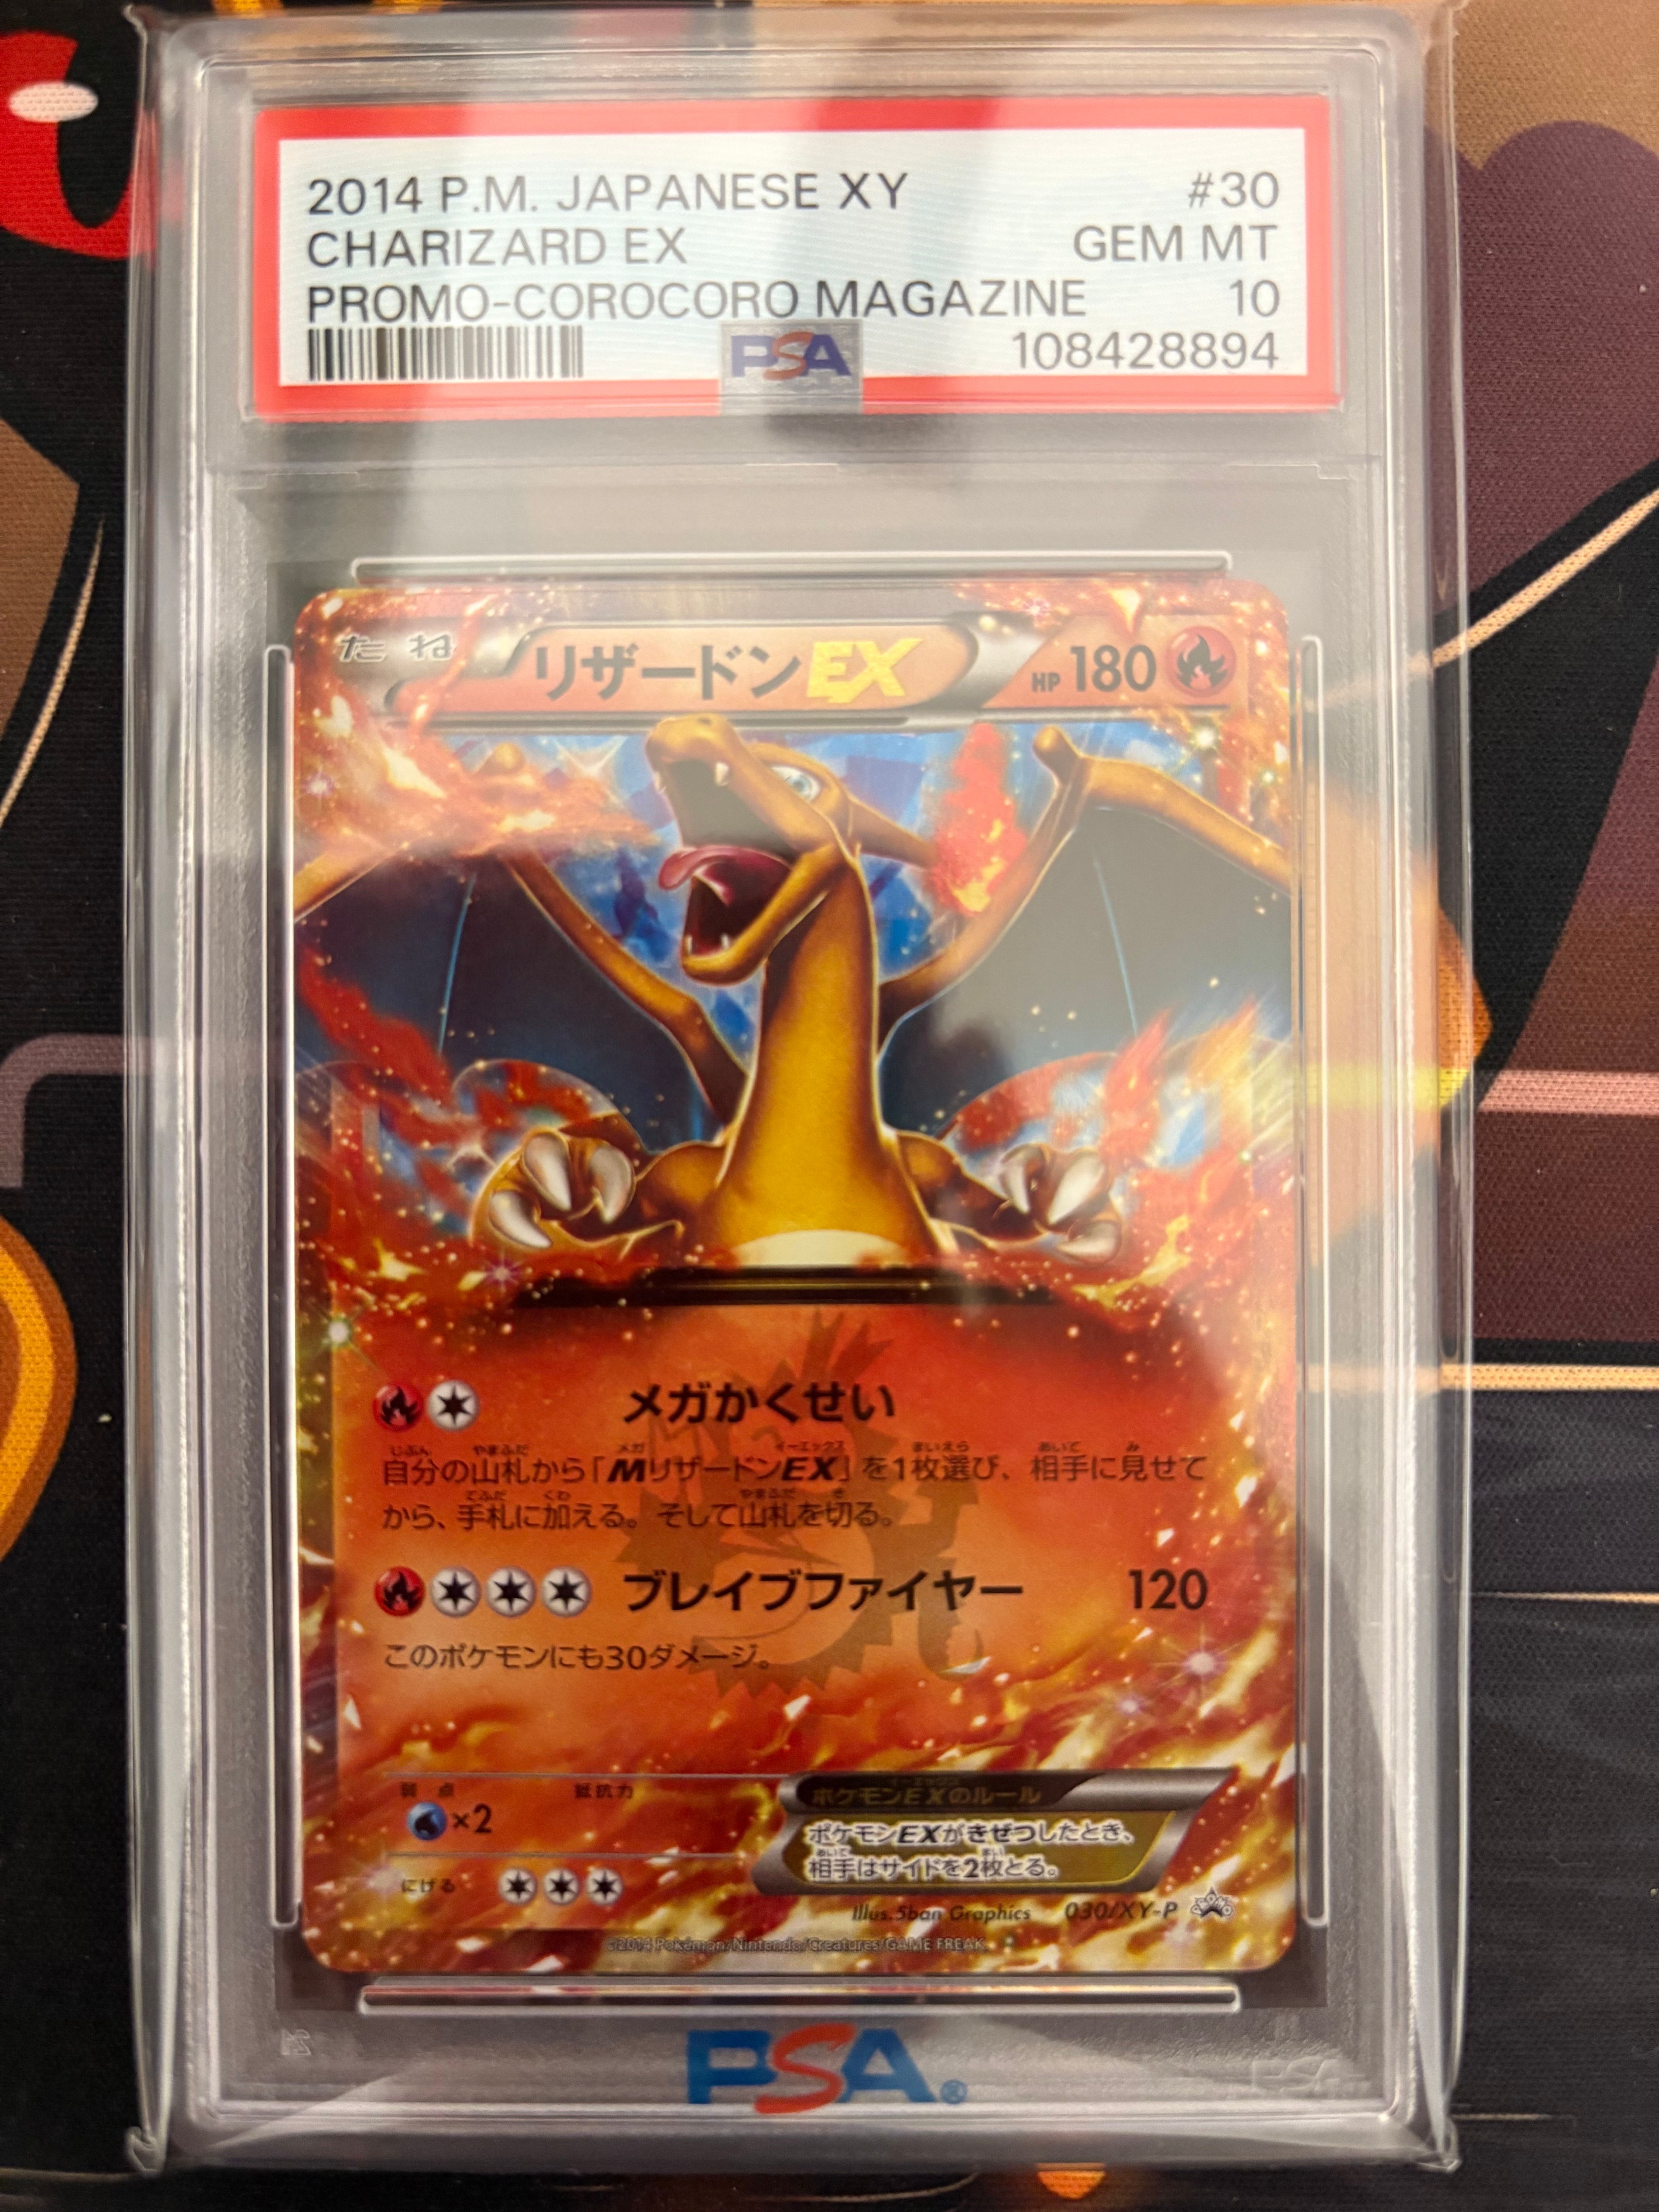 2014 P.M. JAPANESE XY #30
CHARIZARD EX GEM MT
PROMO-COROCORO MAGAZINE 10
PSA 108428894
たね リザードンEX HP 180
メガかくせい
自分の山札から「MリザードンEX」を1枚選び、相手に見せて
から、手札に加える。そして山札を切る。
ブレイブファイヤー 120
このポケモンにも30ダメージ。
弱点 抵抗力
×2
ポケモンEXのルール
ポケモンEXがきぜつしたとき、
相手はサイドを2枚とる。
にげる
Illus. 5ban Graphics 030/XY-P
©2014 Pokémon/Nintendo/Creatures/GAME FREAK.
PSA®